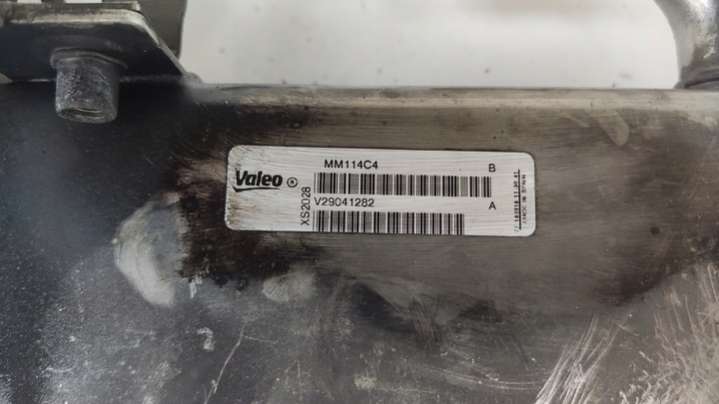 MM114C4
B
Valeo ®
XS2028
V29041282
A